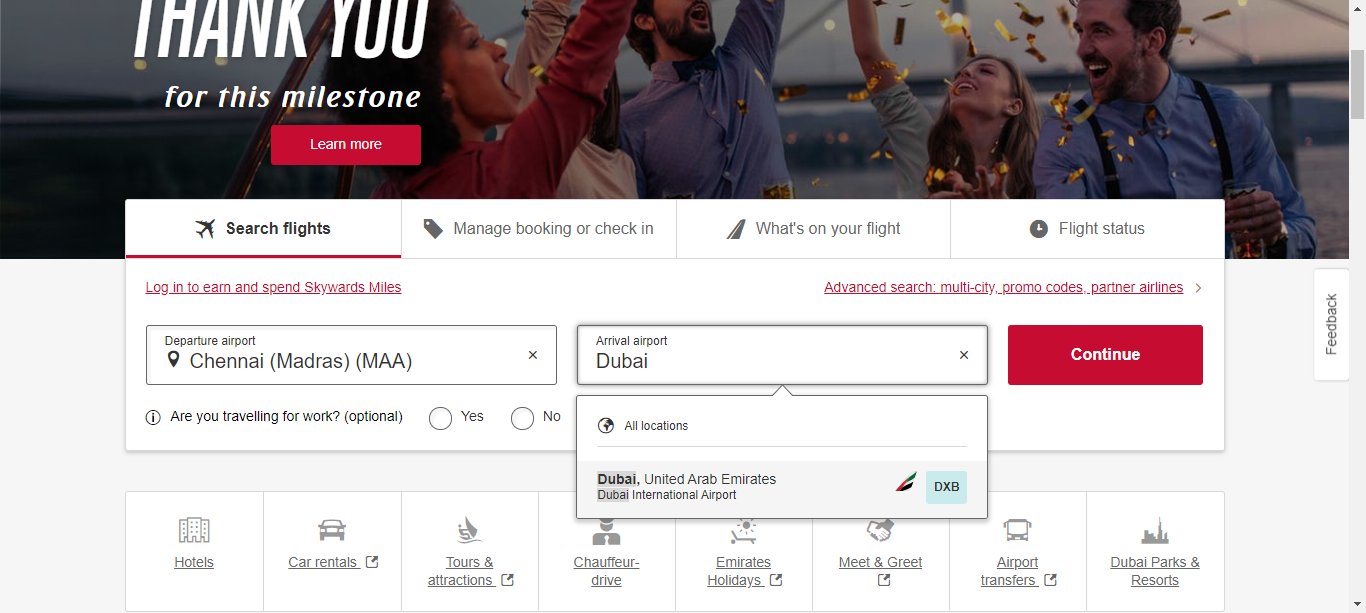 THANK YOU
for this milestone
Learn more
Search flights
Manage booking or check in
What's on your flight
Flight status
Log in to earn and spend Skywards Miles
Advanced search: multi-city, promo codes, partner airlines
Feedback
Departure airport
Chennai (Madras) (MAA)
Arrival airport
Dubai
Continue
Are you travelling for work? (optional)
Yes
No
All locations
Dubai, United Arab Emirates
Dubai International Airport
DXB
Hotels
Car rentals
Tours &
attractions
Chauffeur-
drive
Emirates
Holidays
Meet & Greet
Airport
transfers
Dubai Parks &
Resorts